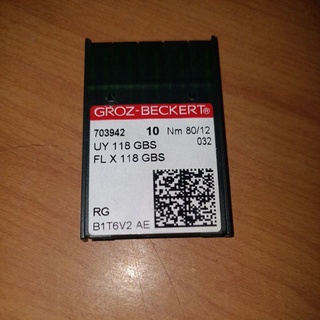 GROZ-BECKERT®
703942 10 Nm 80/12
032
UY 118 GBS
FL X 118 GBS
RG
B1T6V2 AE